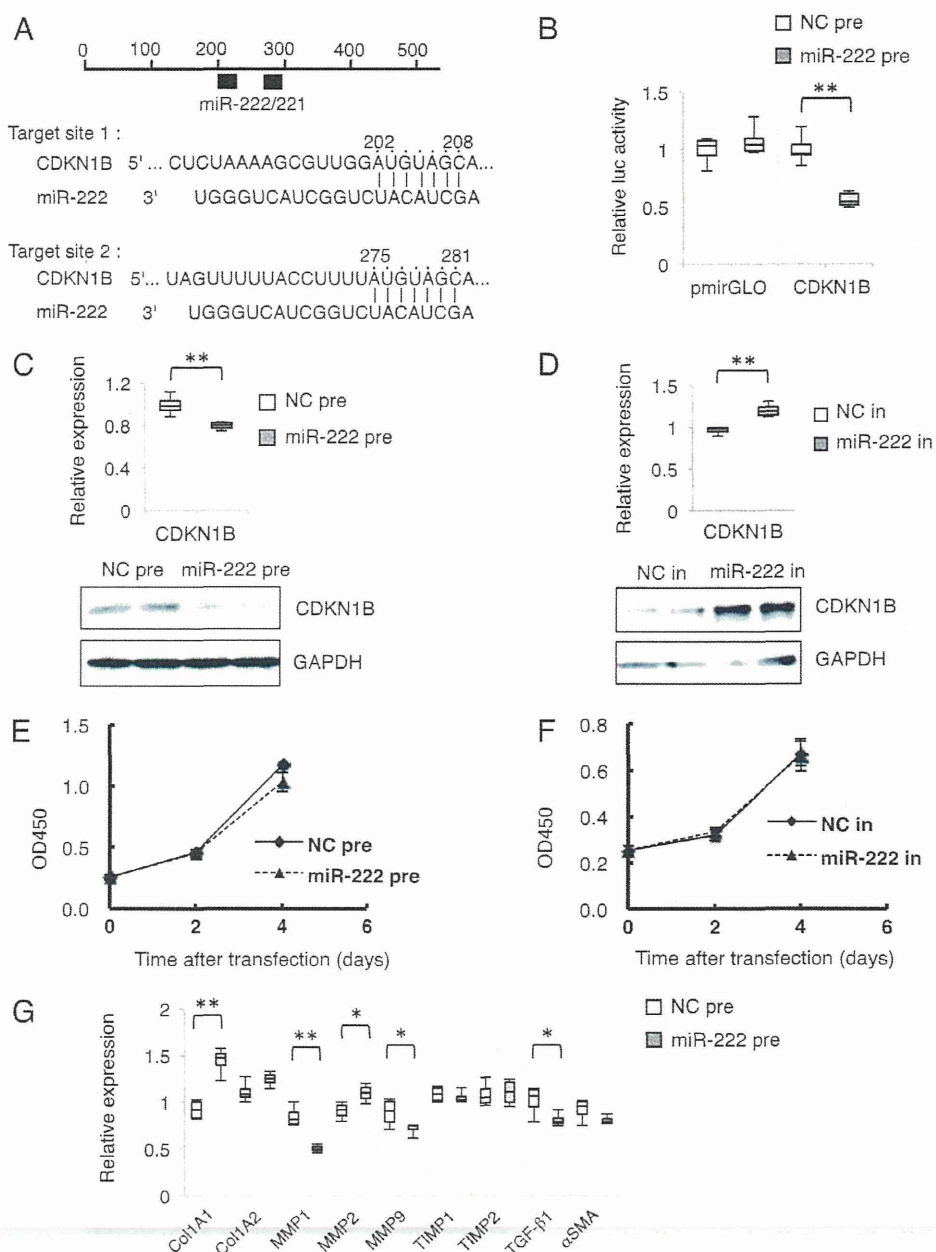 A
0 100 200 300 400 500
miR-222/221
Target site 1 :
202 208
CDKN1B 5' ... CUCUAAAAGCGUUGGAUGUAGCA...
miR-222 3' UGGGUCAUCGGUCUACAUCGA
Target site 2 :
275 281
CDKN1B 5'... UAGUUUUUACCUUUUAUGUAGCA...
miR-222 3' UGGGUCAUCGGUCUACAUCGA
B
NC pre
miR-222 pre
**
Relative luc activity
1.5
1
0.5
0
pmirGLO CDKN1B
C
**
Relative expression
1.2
0.8
0.4
0
NC pre
miR-222 pre
CDKN1B
NC pre miR-222 pre
CDKN1B
GAPDH
D
**
Relative expression
1.5
1
0.5
0
NC in
miR-222 in
CDKN1B
NC in miR-222 in
CDKN1B
GAPDH
E
OD450
1.5
1.0
0.5
0.0
NC pre
miR-222 pre
0 2 4 6
Time after transfection (days)
F
OD450
0.8
0.6
0.4
0.2
0.0
NC in
miR-222 in
0 2 4 6
Time after transfection (days)
G
NC pre
miR-222 pre
Relative expression
2
1.5
1
0.5
0
** ** * * *
Col1A1 Col1A2 MMP1 MMP2 MMP9 TIMP1 TIMP2 TGF-β1 αSMA